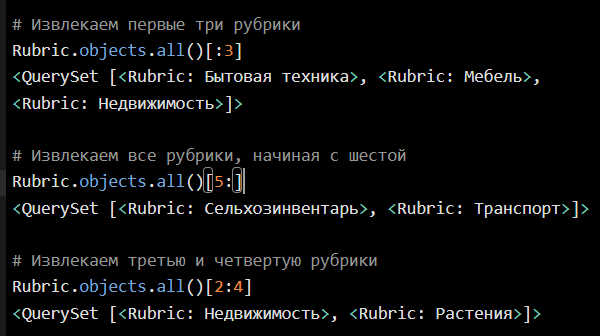 # Извлекаем первые три рубрики
Rubric.objects.all()[:3]
<QuerySet [<Rubric: Бытовая техника>, <Rubric: Мебель>,
<Rubric: Недвижимость>]>
# Извлекаем все рубрики, начиная с шестой
Rubric.objects.all()[5:]
<QuerySet [<Rubric: Сельхозинвентарь>, <Rubric: Транспорт>]>
# Извлекаем третью и четвертую рубрики
Rubric.objects.all()[2:4]
<QuerySet [<Rubric: Недвижимость>, <Rubric: Растения>]>